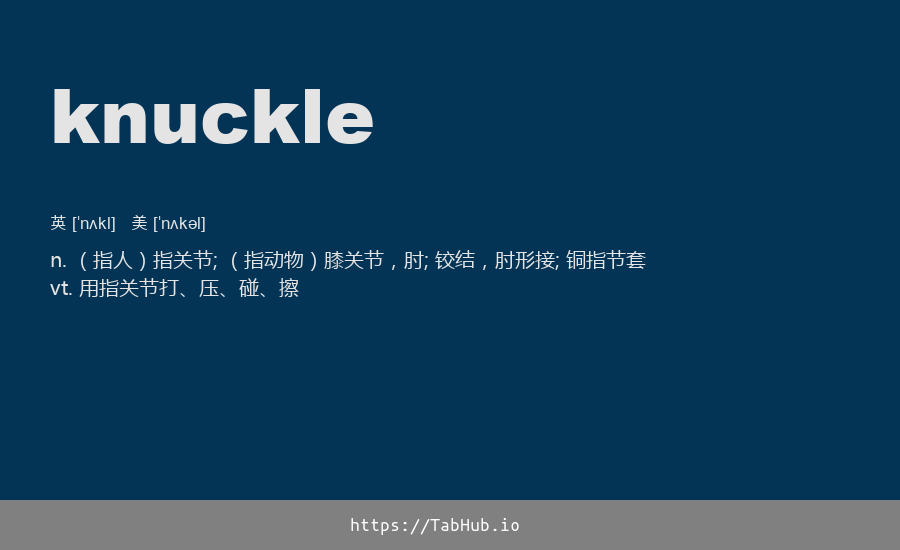 knuckle
英 [ˈnʌkl] 美 [ˈnʌkəl]
n. （指人）指关节; （指动物）膝关节，肘; 铰结，肘形接; 铜指节套
vt. 用指关节打、压、碰、擦
https://TabHub.io